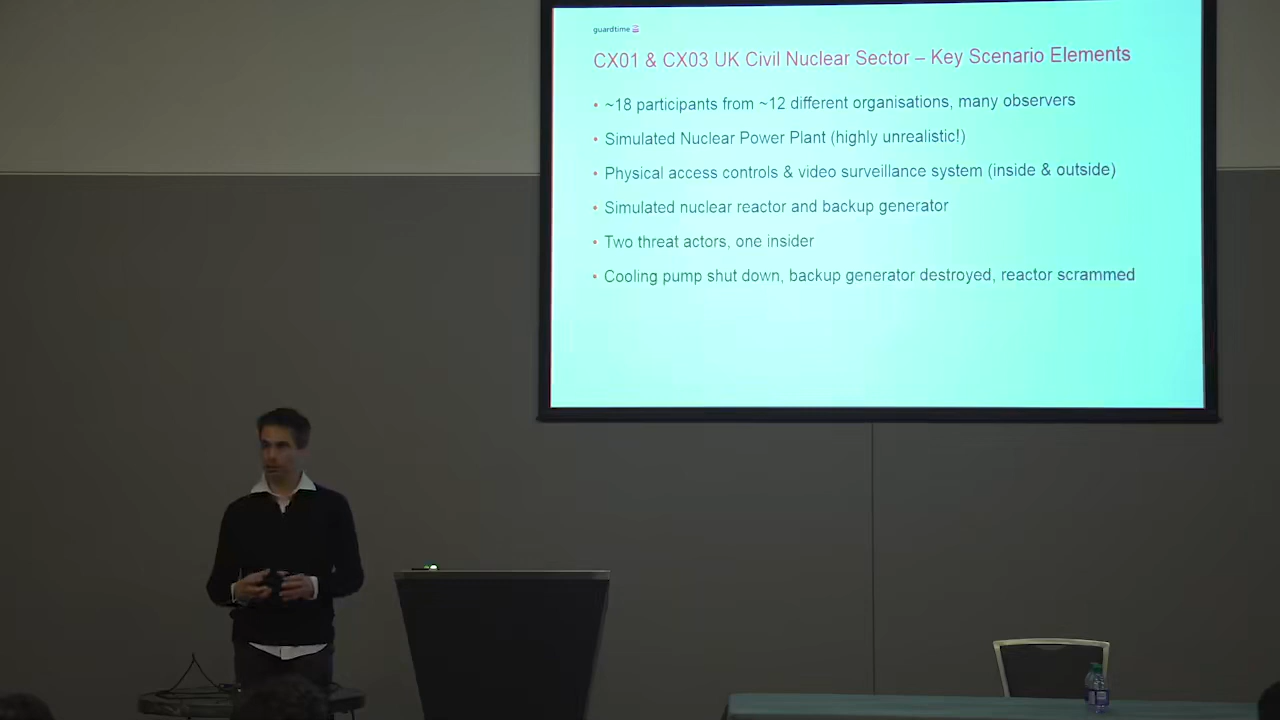 guardtime
CX01 & CX03 UK Civil Nuclear Sector – Key Scenario Elements
• ~18 participants from ~12 different organisations, many observers
• Simulated Nuclear Power Plant (highly unrealistic!)
• Physical access controls & video surveillance system (inside & outside)
• Simulated nuclear reactor and backup generator
• Two threat actors, one insider
• Cooling pump shut down, backup generator destroyed, reactor scrammed